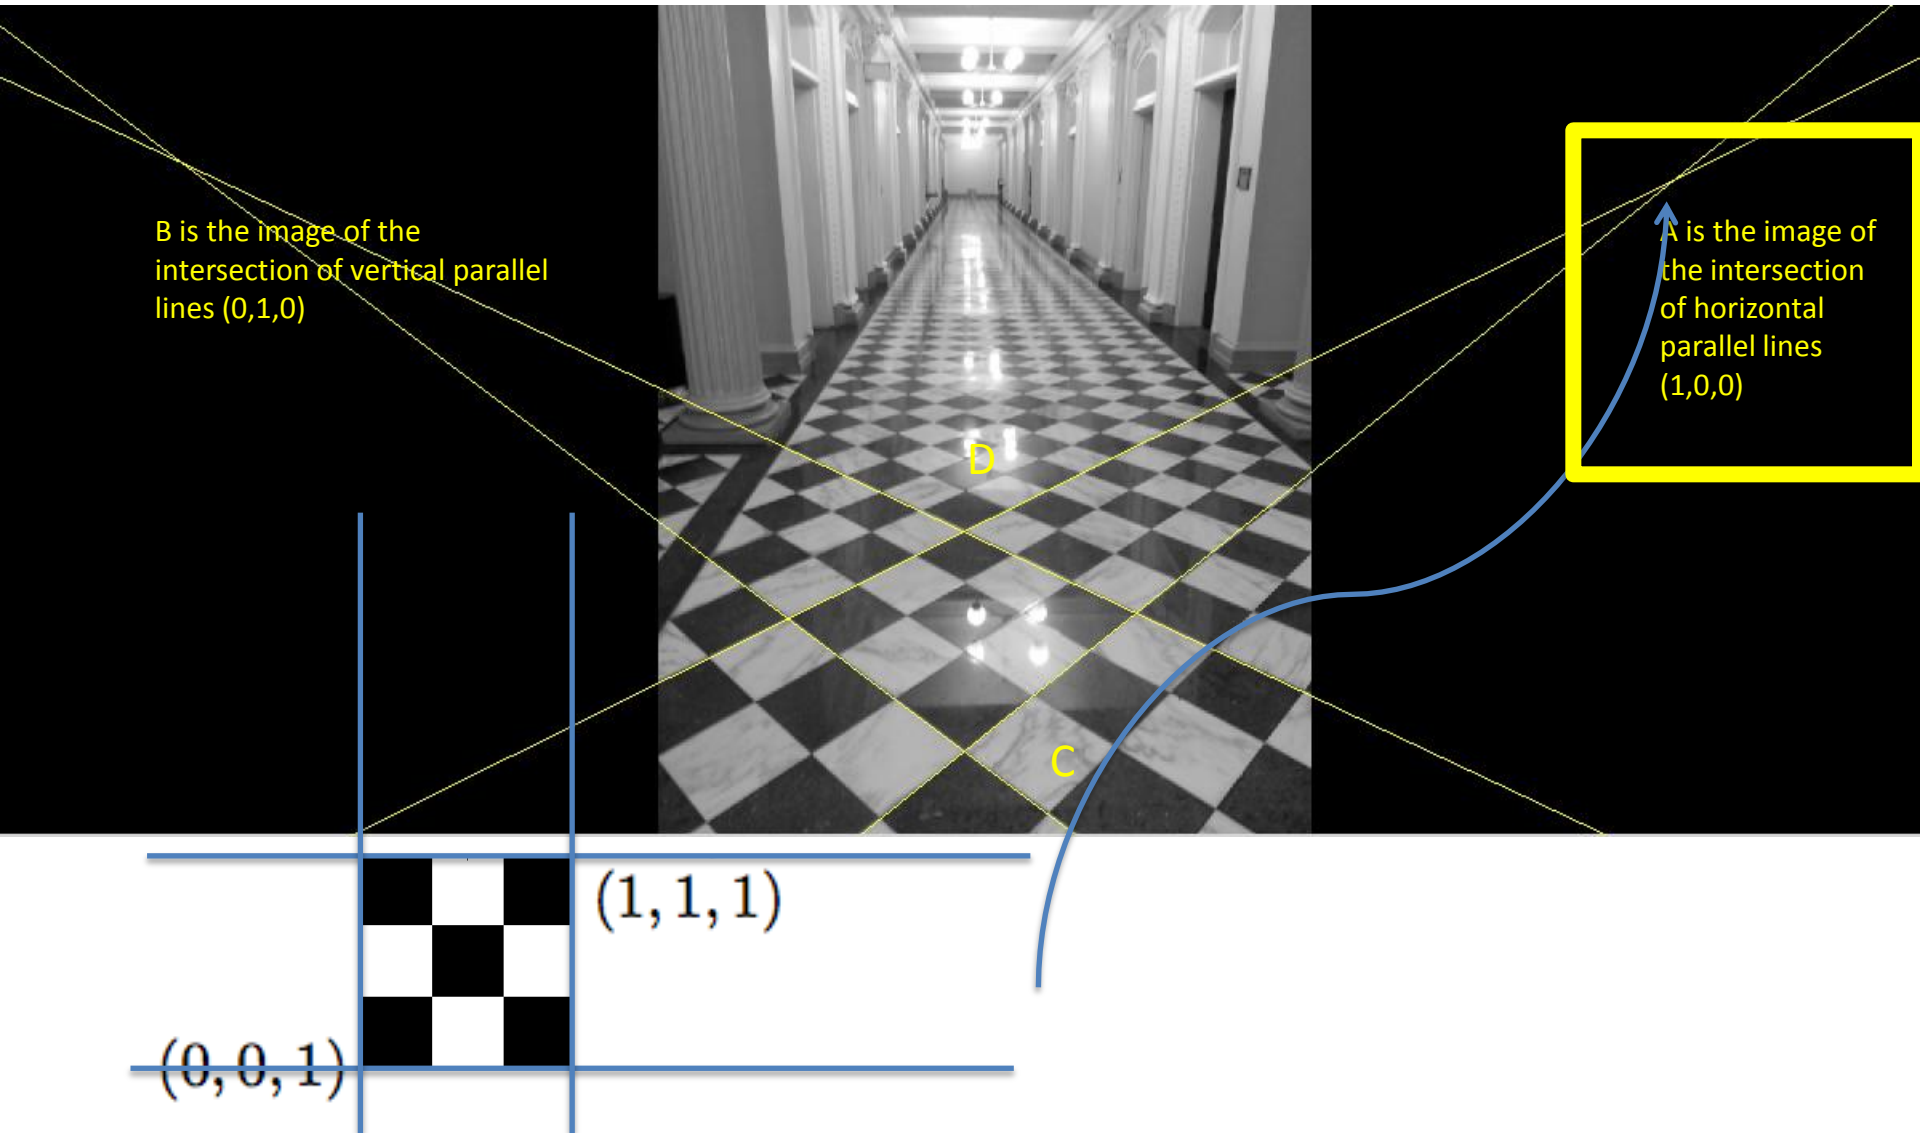 B is the image of the
intersection of vertical parallel
lines (0,1,0)
A is the image of
the intersection
of horizontal
parallel lines
(1,0,0)
D
C
(1, 1, 1)
(0, 0, 1)